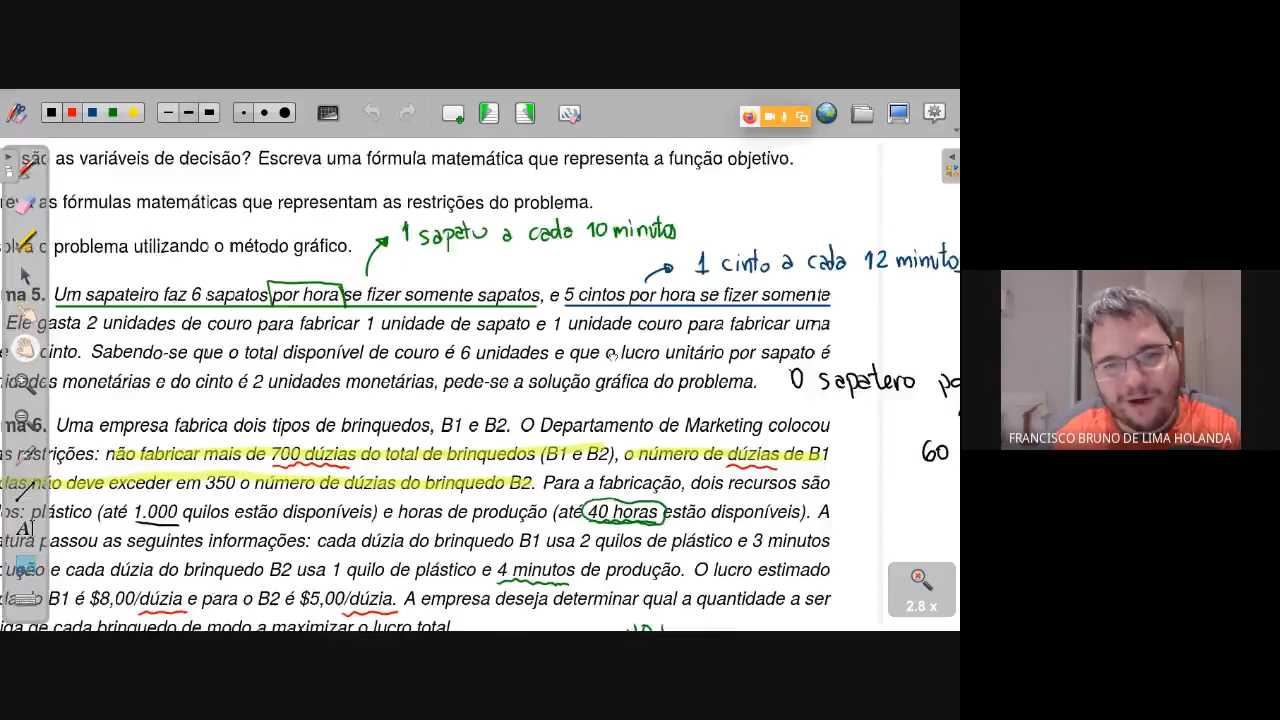 são as variáveis de decisão? Escreva uma fórmula matemática que representa a função objetivo.
as fórmulas matemáticas que representam as restrições do problema.
o problema utilizando o método gráfico.
1 sapato a cada 10 minutos
1 cinto a cada 12 minutos
ma 5. Um sapateiro faz 6 sapatos por hora se fizer somente sapatos, e 5 cintos por hora se fizer somente
Ele gasta 2 unidades de couro para fabricar 1 unidade de sapato e 1 unidade couro para fabricar uma
cinto. Sabendo-se que o total disponível de couro é 6 unidades e que o lucro unitário por sapato é
monetárias e do cinto é 2 unidades monetárias, pede-se a solução gráfica do problema.
O sapatero
60
ma 6. Uma empresa fabrica dois tipos de brinquedos, B1 e B2. O Departamento de Marketing colocou
restrições: não fabricar mais de 700 dúzias do total de brinquedos (B1 e B2), o número de dúzias de B1
não deve exceder em 350 o número de dúzias do brinquedo B2. Para a fabricação, dois recursos são
plástico (até 1.000 quilos estão disponíveis) e horas de produção (até 40 horas estão disponíveis). A
passou as seguintes informações: cada dúzia do brinquedo B1 usa 2 quilos de plástico e 3 minutos
e cada dúzia do brinquedo B2 usa 1 quilo de plástico e 4 minutos de produção. O lucro estimado
B1 é $8,00/dúzia e para o B2 é $5,00/dúzia. A empresa deseja determinar qual a quantidade a ser
de cada brinquedo de modo a maximizar o lucro total.
2.8 x
FRANCISCO BRUNO DE LIMA HOLANDA